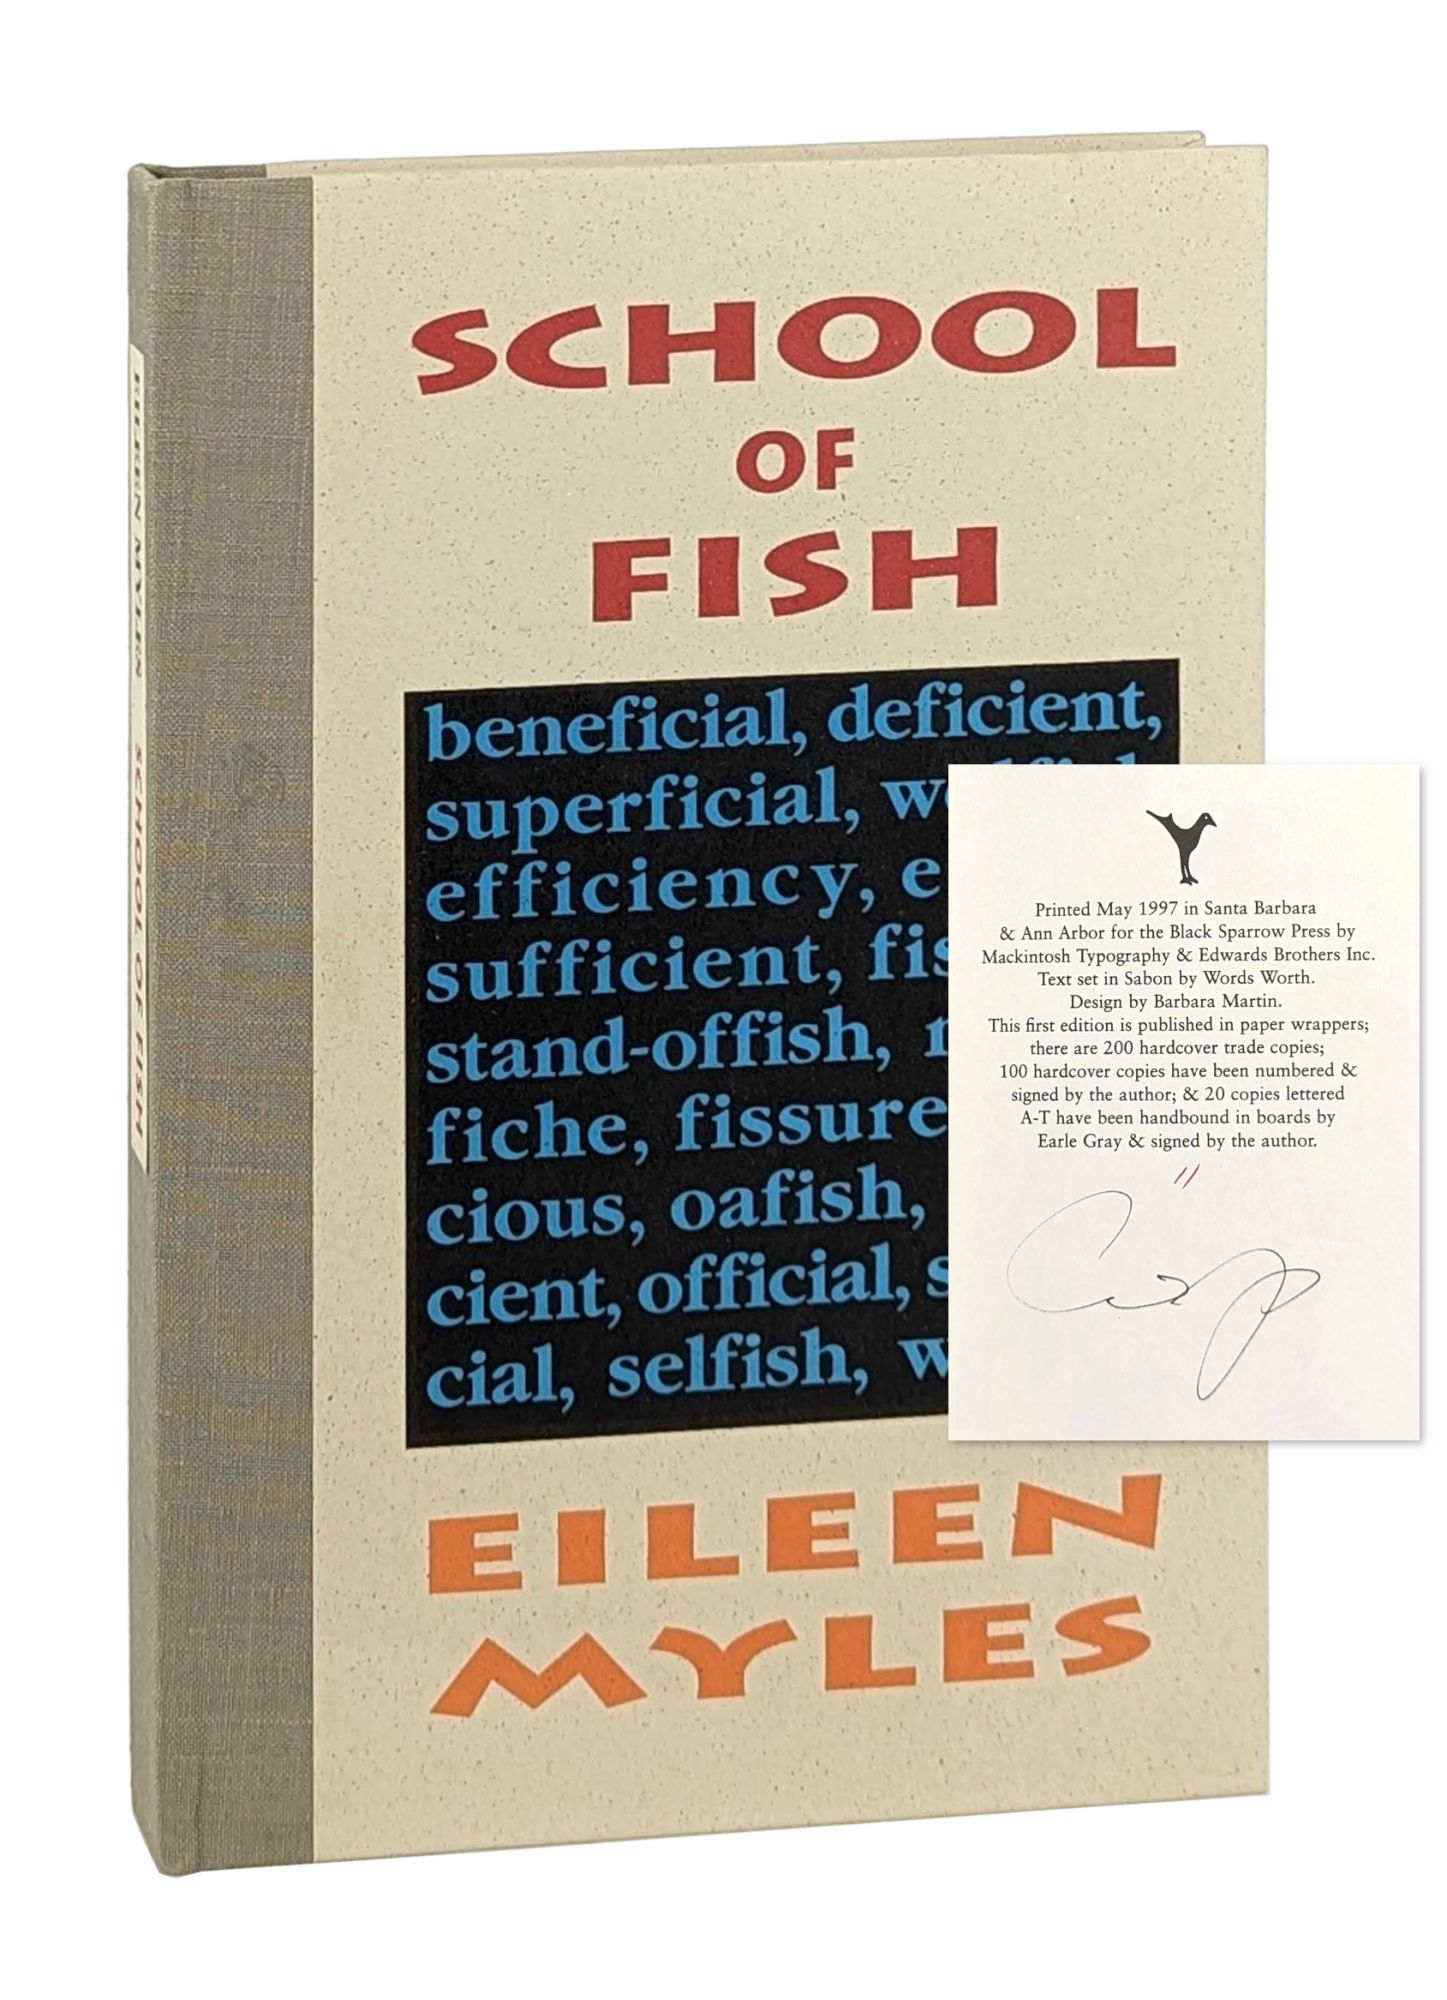 EILEEN MYLES SCHOOL OF FISH
SCHOOL
OF
FISH
beneficial, deficient,
superficial,
efficiency,
sufficient,
stand-offish,
fiche, fissure
cious, oafish,
cient, official,
cial, selfish,
EILEEN
MYLES
Printed May 1997 in Santa Barbara
& Ann Arbor for the Black Sparrow Press by
Mackintosh Typography & Edwards Brothers Inc.
Text set in Sabon by Words Worth.
Design by Barbara Martin.
This first edition is published in paper wrappers;
there are 200 hardcover trade copies;
100 hardcover copies have been numbered &
signed by the author; & 20 copies lettered
A-T have been handbound in boards by
Earle Gray & signed by the author.
11